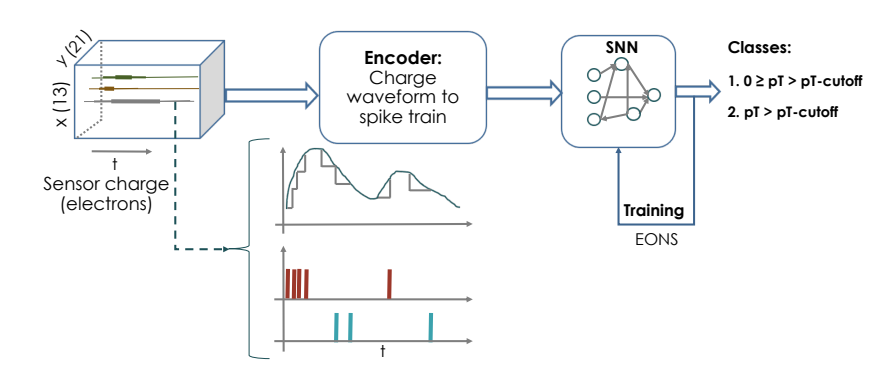 y (21)
x (13)
t
Sensor charge
(electrons)
Encoder:
Charge
waveform to
spike train
SNN
Classes:
1. 0 ≥ pT > pT-cutoff
2. pT > pT-cutoff
Training
EONS
t